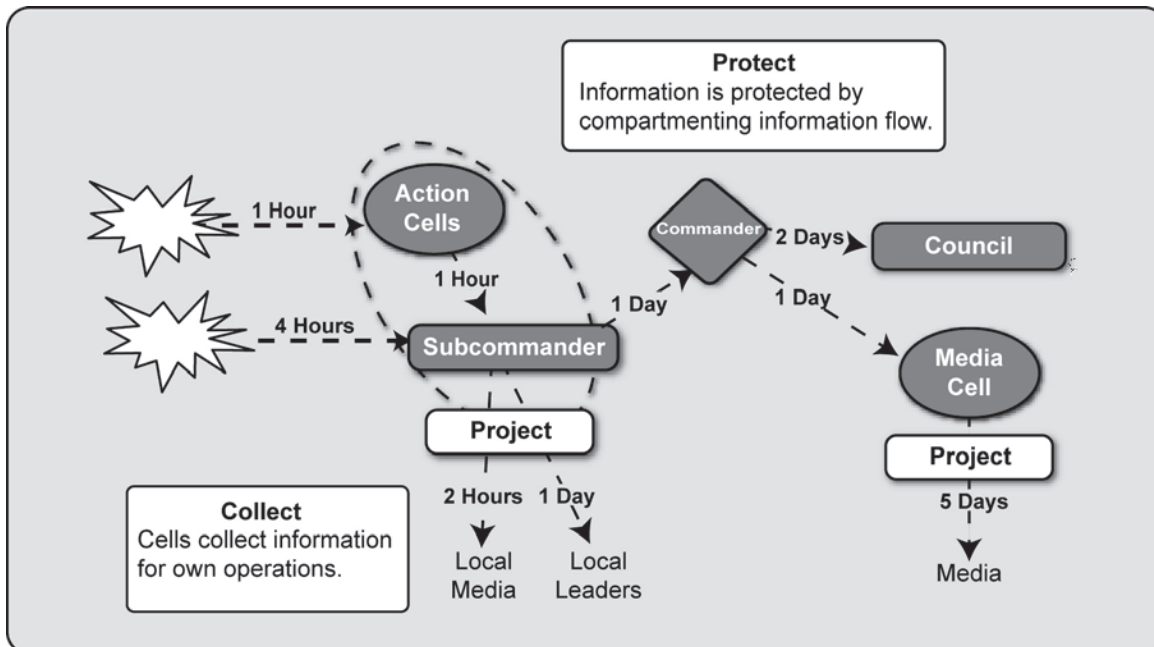 Protect
Information is protected by
compartmenting information flow.
Action
Cells
1 Hour
Commander
2 Days
Council
1 Hour
1 Day
1 Day
4 Hours
Subcommander
Media
Cell
Project
Project
2 Hours
1 Day
5 Days
Collect
Cells collect information
for own operations.
Local
Media
Local
Leaders
Media